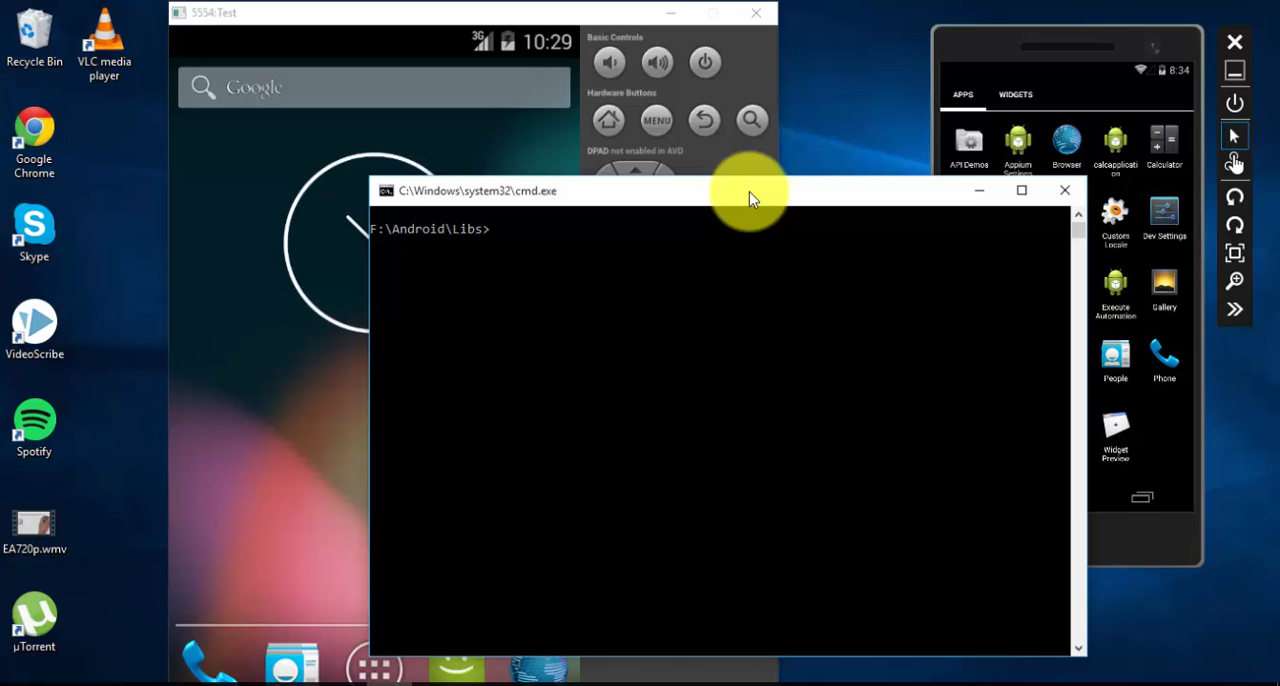 Recycle Bin
VLC media
player
Google
Chrome
Skype
VideoScribe
Spotify
EA720p.wmv
µTorrent
5554:Test
3G
10:29
Google
Basic Controls
Hardware Buttons
MENU
DPAD not enabled in AVD
C:\Windows\system32\cmd.exe
F:\Android\Libs>
8:34
APPS
WIDGETS
API Demos
Appium
Settings
Browser
calcapplicati
on
Calculator
Custom
Locale
Dev Settings
Execute
Automation
Gallery
People
Phone
Widget
Preview